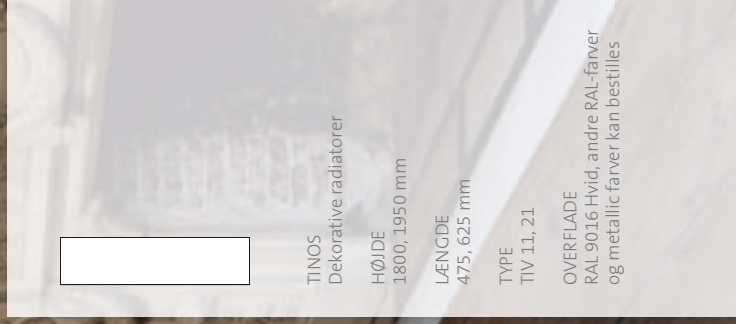 TINOS
Dekorative radiatorer
HØJDE
1800, 1950 mm
LÆNGDE
475, 625 mm
TYPE
TIV 11, 21
OVERFLADE
RAL 9016 Hvid, andre RAL-farver
og metallic farver kan bestilles